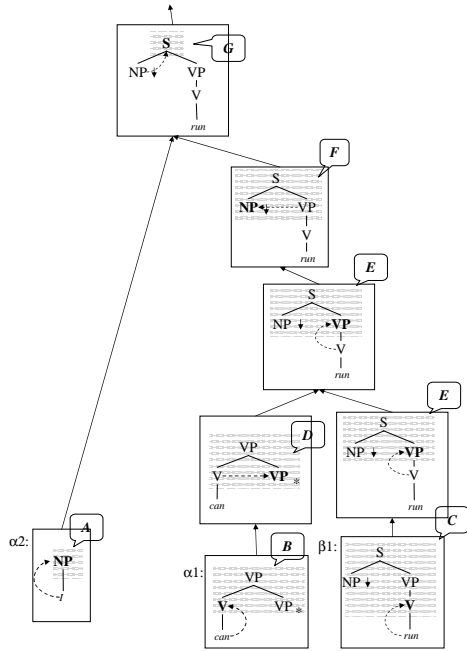 S
G
NP VP
V
run
F
S
NP VP
V
run
E
S
NP VP
V
run
D
VP
V VP *
can
E
S
NP VP
V
run
α2:
A
NP
I
α1:
B
VP
V VP *
can
β1:
C
S
NP VP
V
run